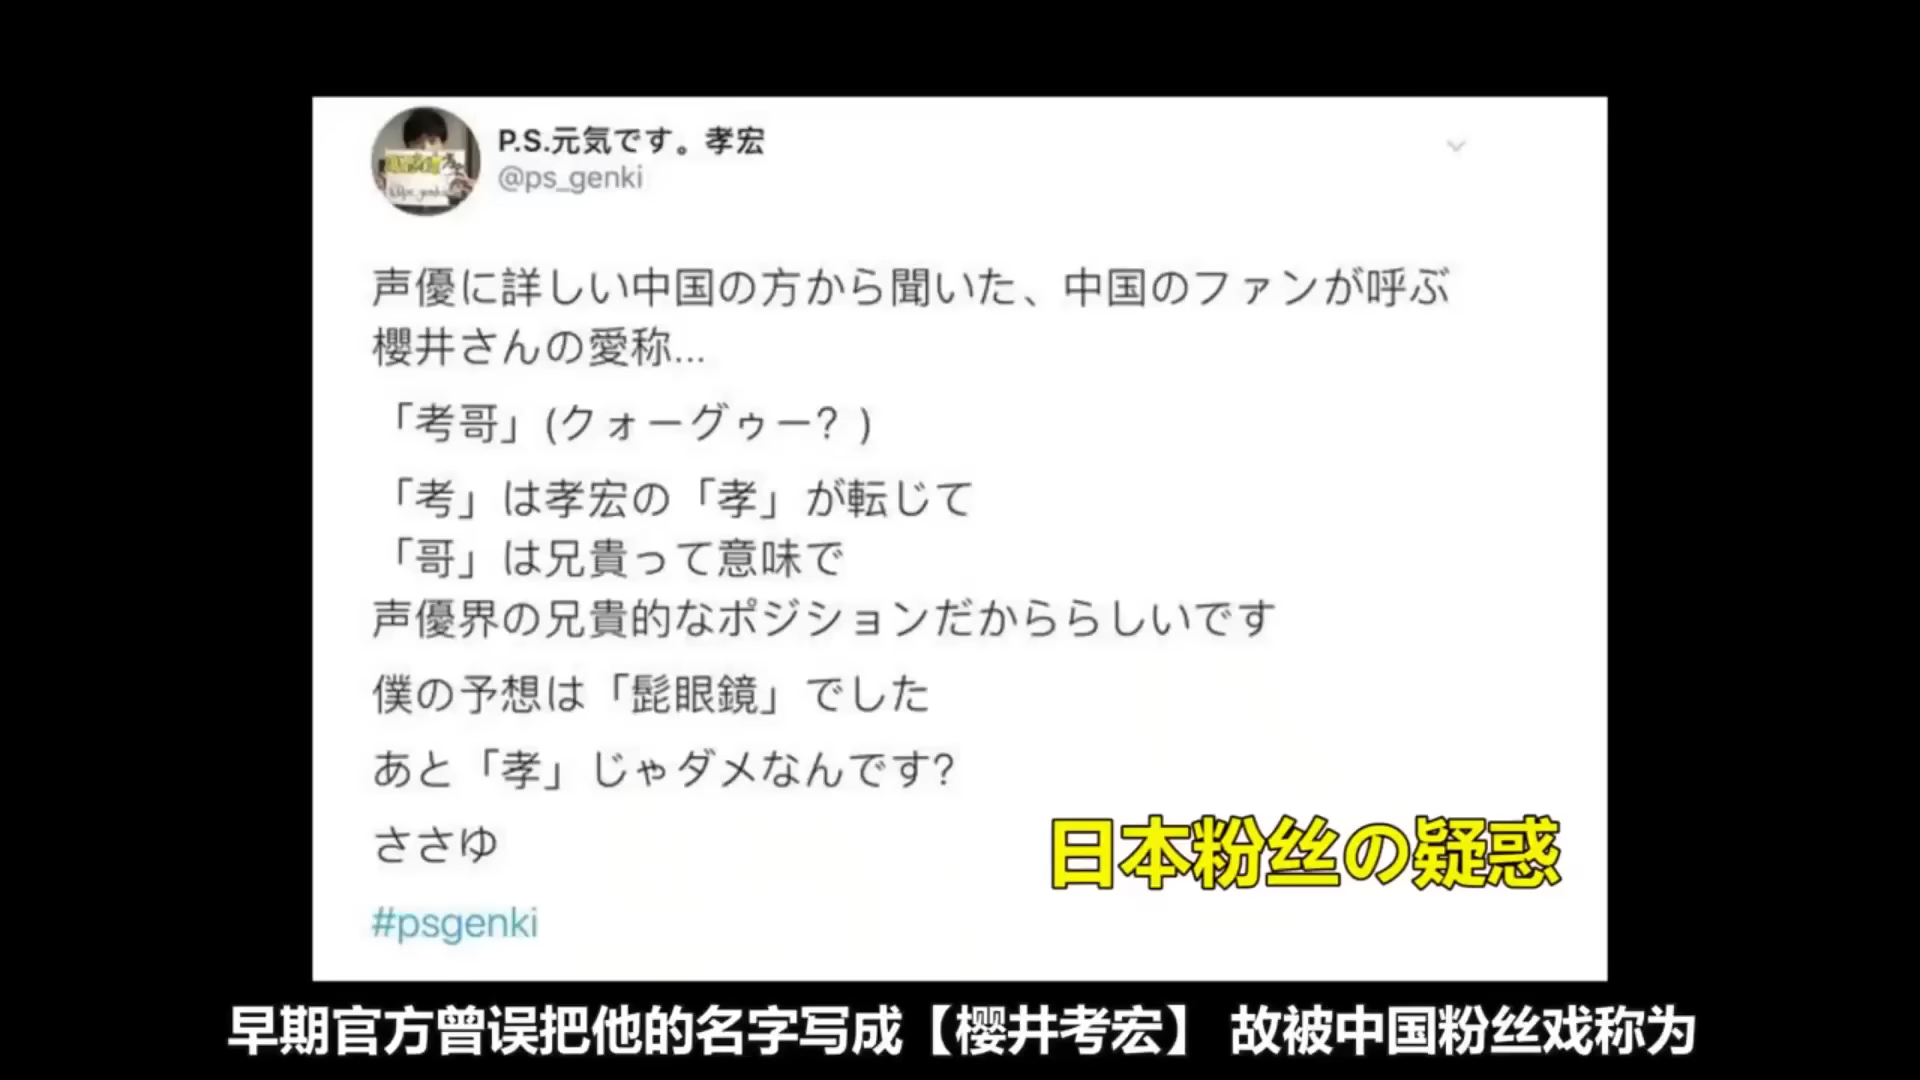 P.S.元気です。孝宏
@ps_genki
声優に詳しい中国の方から聞いた、中国のファンが呼ぶ
櫻井さんの愛称...
「考哥」(クォーグゥー? )
「考」は孝宏の「孝」が転じて
「哥」は兄貴って意味で
声優界の兄貴的なポジションだかららしいです
僕の予想は「髭眼鏡」でした
あと「孝」じゃダメなんです?
ささゆ
日本粉丝の疑惑
#psgenki
早期官方曾误把他的名字写成【樱井考宏】 故被中国粉丝戏称为